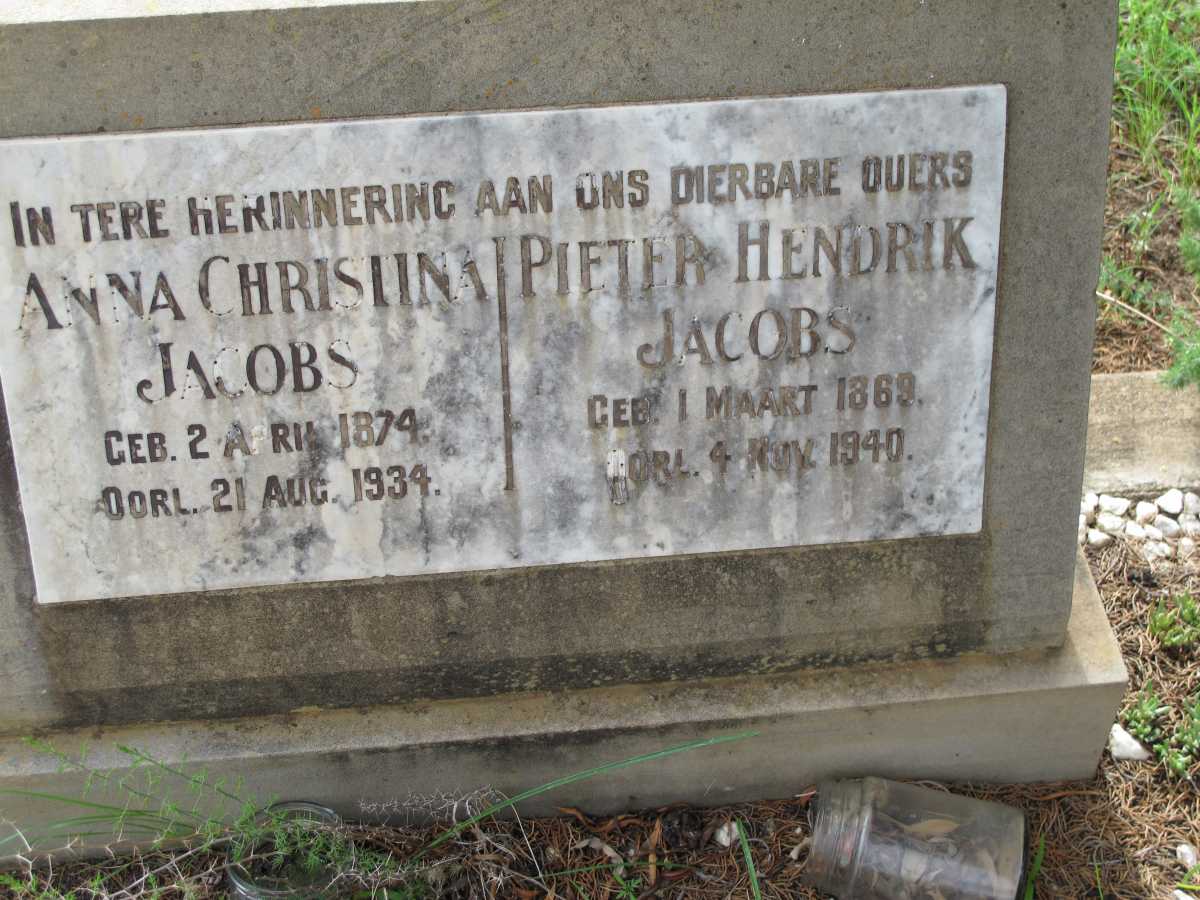 IN TERE HERINNERING AAN ONS DIERBARE OUERS
ANNA CHRISTINA
JACOBS
GEB. 2 APRIL 1874.
OORL. 21 AUG. 1934.
PIETER HENDRIK
JACOBS
GEB. 1 MAART 1869.
OORL. 4 NOV. 1940.